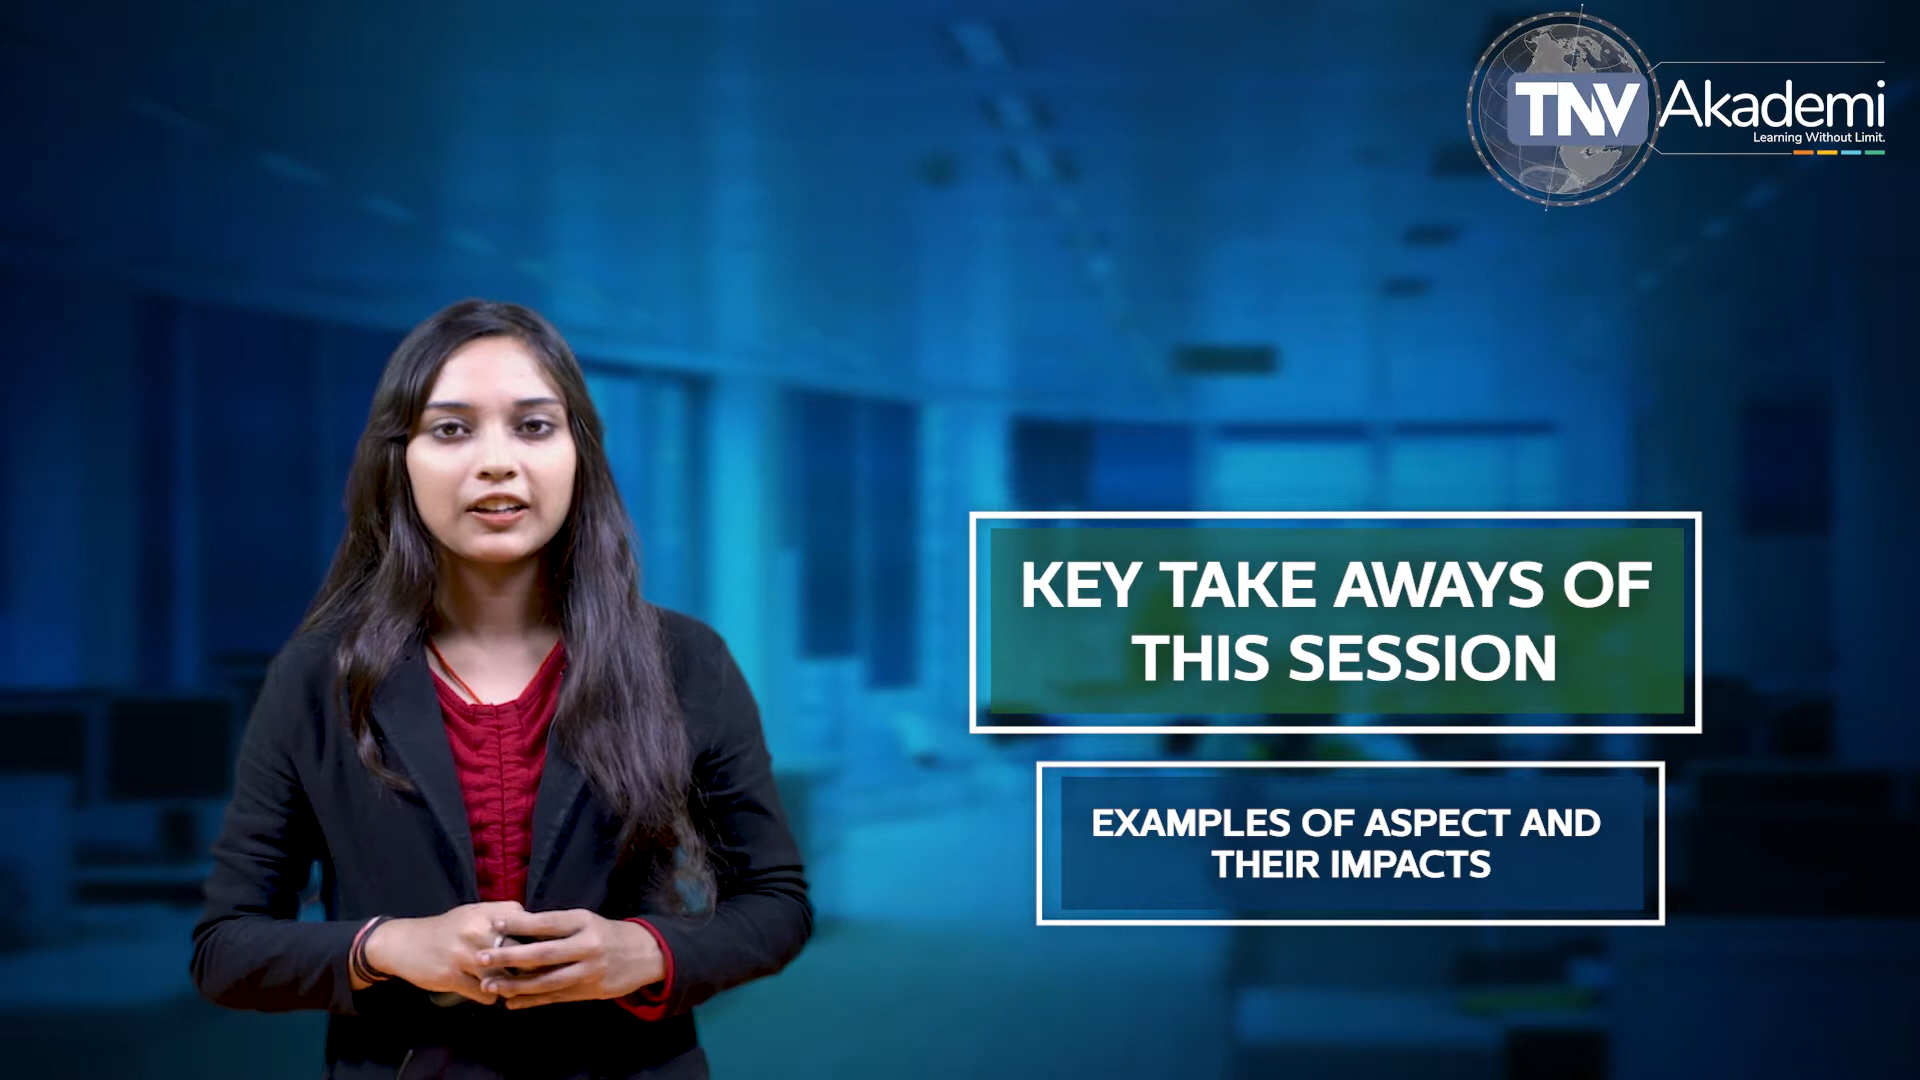 TNV Akademi
Learning Without Limit.
KEY TAKE AWAYS OF
THIS SESSION
EXAMPLES OF ASPECT AND
THEIR IMPACTS